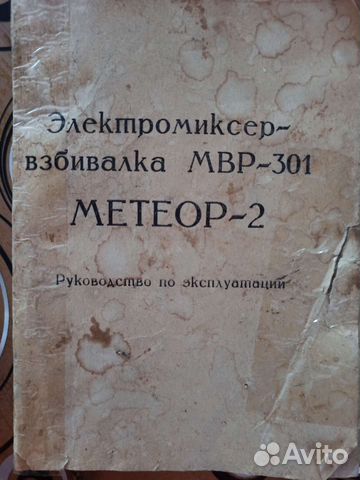 Электромиксер-
взбивалка МВР-301
МЕТЕОР-2
Руководство по эксплуатации
Avito